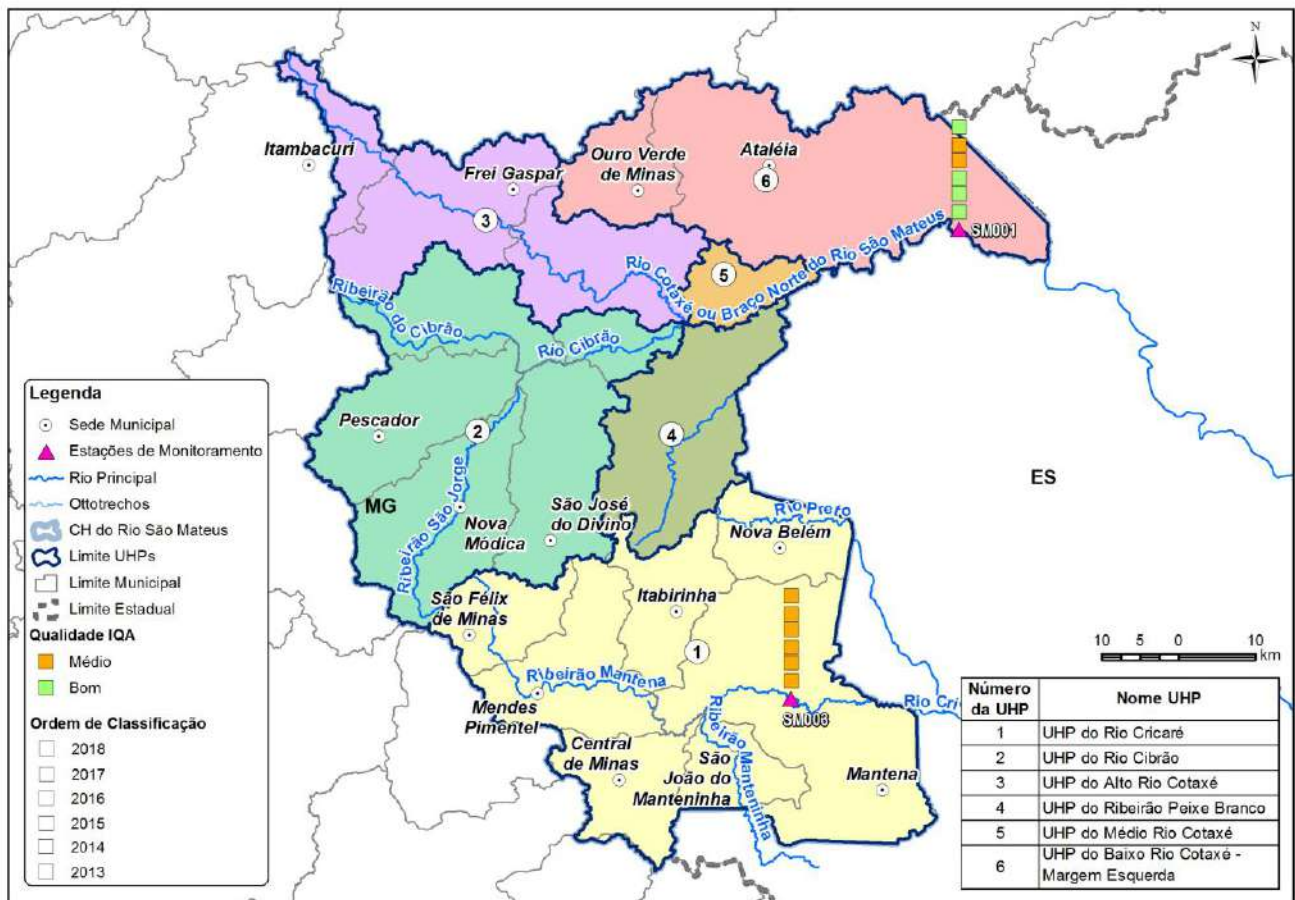 N
Itambacuri
Frei Gaspar
Ouro Verde
de Minas
Ataléia
6
3
SM001
5
Rio Cotaxé ou Braço Norte do Rio São Mateus
Ribeirão do Cibrão
Rio Cibrão
Pescador
2
4
MG
ES
Ribeirão São Jorge
Nova
Módica
São José
do Divino
Rio Preto
Nova Belém
São Félix
de Minas
Itabirinha
1
Ribeirão Mantena
Mendes
Pimentel
SM003
Rio Cri
Ribeirão Manteninha
Central
de Minas
São
João do
Manteninha
Mantena
Legenda
Sede Municipal
Estações de Monitoramento
Rio Principal
Ottotrechos
CH do Rio São Mateus
Limite UHPs
Limite Municipal
Limite Estadual
Qualidade IQA
Médio
Bom
Ordem de Classificação
2018
2017
2016
2015
2014
2013
10 5 0 10
km
Número
da UHP
Nome UHP
1 UHP do Rio Cricaré
2 UHP do Rio Cibrão
3 UHP do Alto Rio Cotaxé
4 UHP do Ribeirão Peixe Branco
5 UHP do Médio Rio Cotaxé
6 UHP do Baixo Rio Cotaxé -
Margem Esquerda